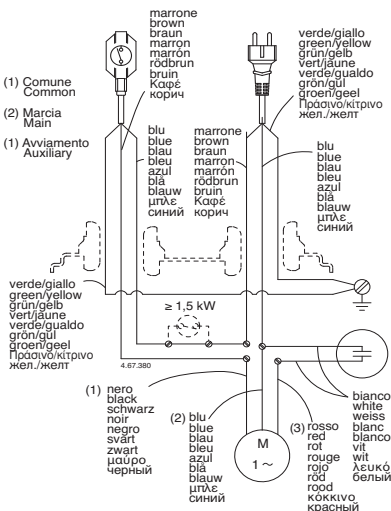 marrone
brown
braun
marron
marrón
rödbrun
bruin
Καφέ
корич
verde/giallo
green/yellow
grün/gelb
vert/jaune
verde/gualdo
grön/gül
groen/geel
Πράσινο/κίτρινο
жел./желт
(1) Comune
Common
(2) Marcia
Main
(1) Avviamento
Auxiliary
blu
blue
blau
bleu
azul
blå
blauw
μπλε
синий
marrone
brown
braun
marron
marrón
rödbrun
bruin
Καφέ
корич
blu
blue
blau
bleu
azul
blå
blauw
μπλε
синий
verde/giallo
green/yellow
grün/gelb
vert/jaune
verde/gualdo
grön/gül
groen/geel
Πράσινο/κίτρινο
жел./желт
≥ 1,5 kW
4.67.380
(1) nero
black
schwarz
noir
negro
svart
zwart
μαύρο
черный
(2) blu
blue
blau
bleu
azul
blå
blauw
μπλε
синий
M
1 ~
(3) rosso
red
rot
rouge
rojo
röd
rood
κόκκινο
красный
bianco
white
weiss
blanc
blanco
vit
wit
λευκό
белый